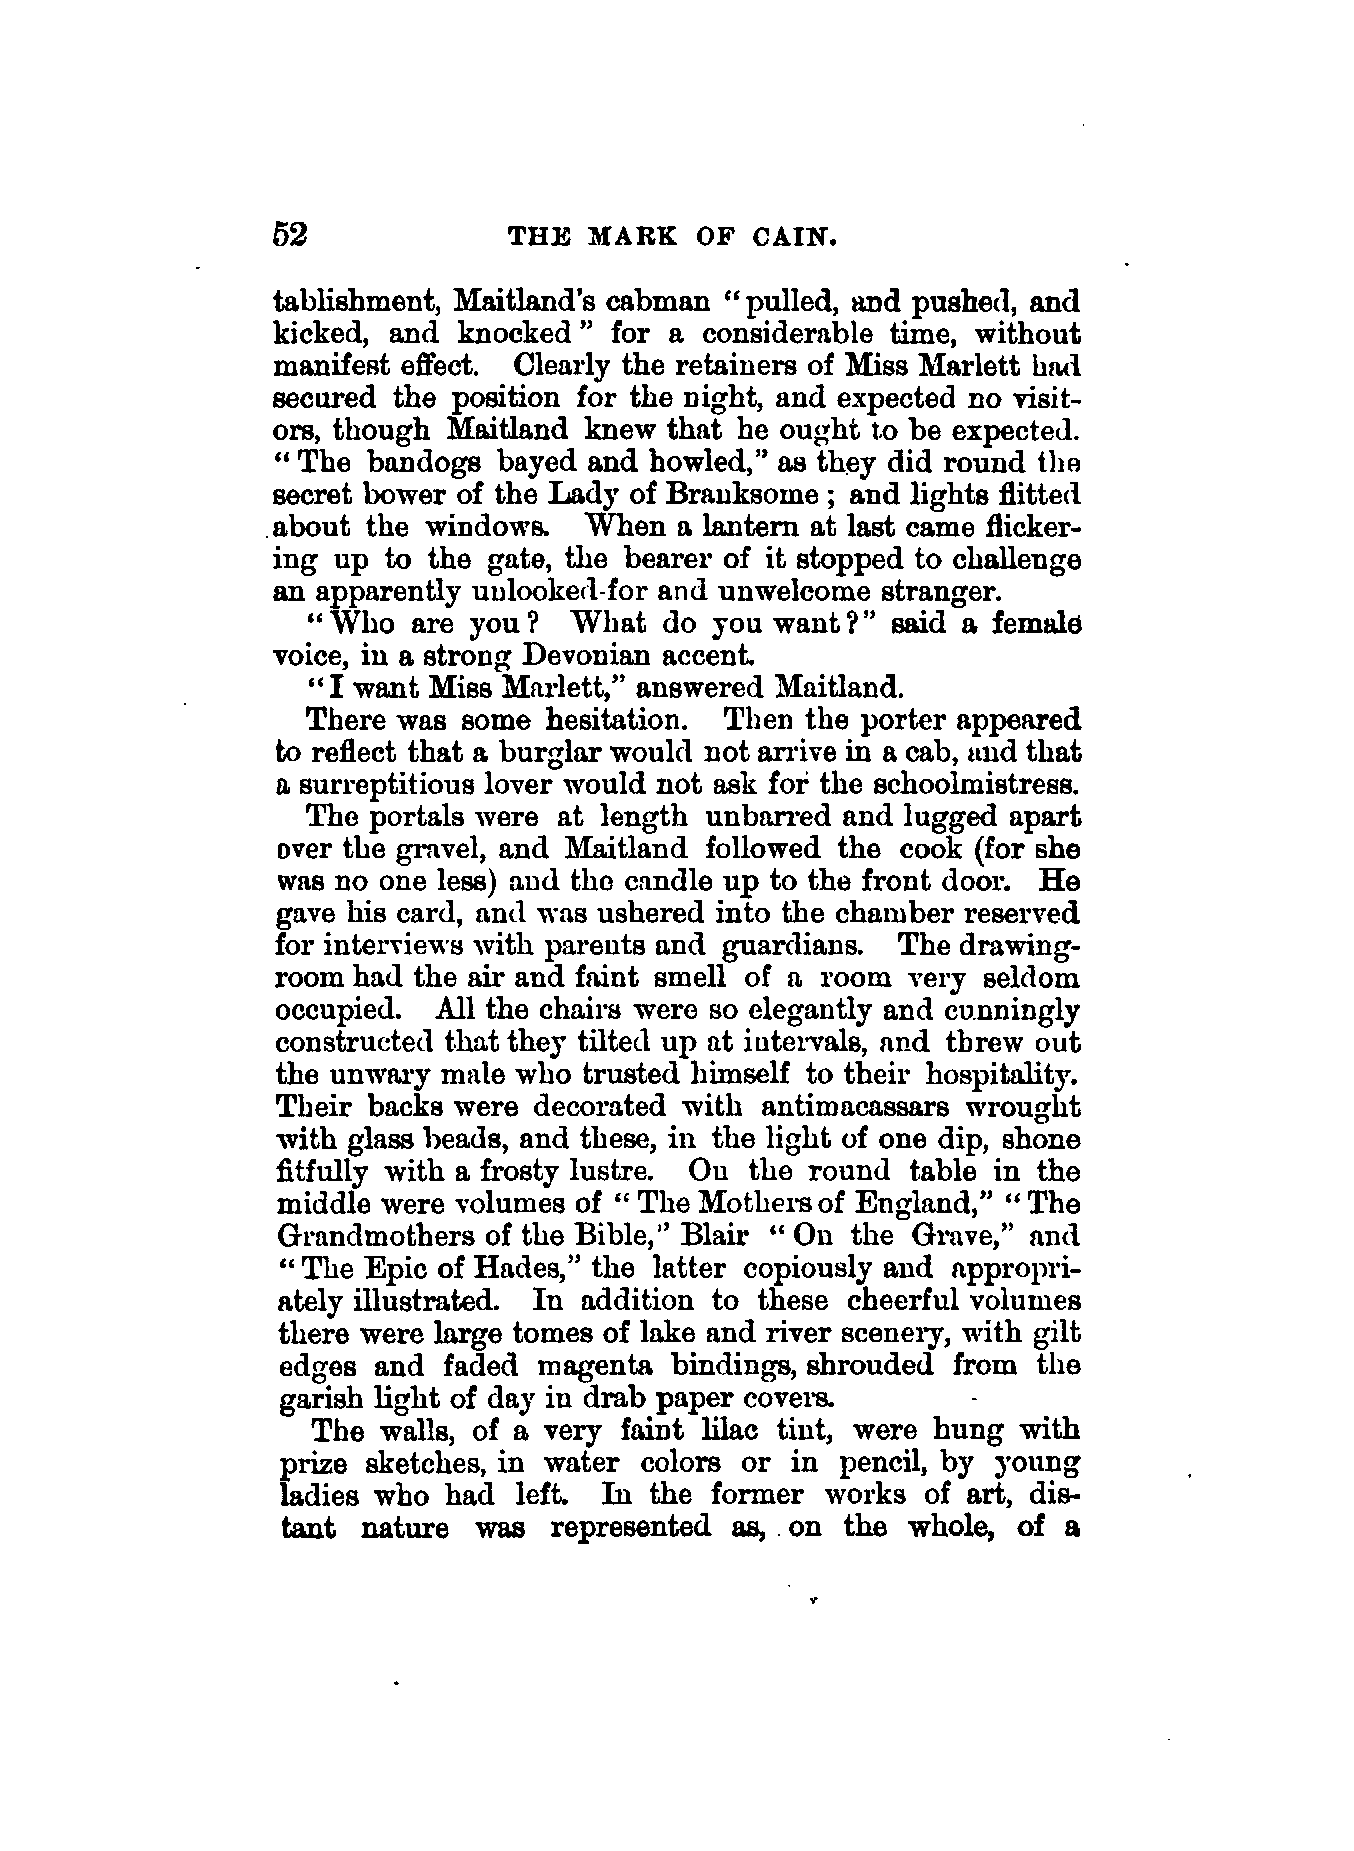 52 THE MARK OF CAIN.
tablishment, Maitland's cabman “pulled, and pushed, and
kicked, and knocked” for a considerable time, without
manifest effect. Clearly the retainers of Miss Marlett had
secured the position for the night, and expected no visit-
ors, though Maitland knew that he ought to be expected.
“The bandogs bayed and howled,” as they did round the
secret bower of the Lady of Branksome; and lights flitted
about the windows. When a lantern at last came flicker-
ing up to the gate, the bearer of it stopped to challenge
an apparently unlooked-for and unwelcome stranger.
“Who are you? What do you want?” said a female
voice, in a strong Devonian accent.
“I want Miss Marlett,” answered Maitland.
There was some hesitation. Then the porter appeared
to reflect that a burglar would not arrive in a cab, and that
a surreptitious lover would not ask for the schoolmistress.
The portals were at length unbarred and lugged apart
over the gravel, and Maitland followed the cook (for she
was no one less) and the candle up to the front door. He
gave his card, and was ushered into the chamber reserved
for interviews with parents and guardians. The drawing-
room had the air and faint smell of a room very seldom
occupied. All the chairs were so elegantly and cunningly
constructed that they tilted up at intervals, and threw out
the unwary male who trusted himself to their hospitality.
Their backs were decorated with antimacassars wrought
with glass beads, and these, in the light of one dip, shone
fitfully with a frosty lustre. On the round table in the
middle were volumes of “The Mothers of England,” “The
Grandmothers of the Bible,” Blair “On the Grave,” and
“The Epic of Hades,” the latter copiously and appropri-
ately illustrated. In addition to these cheerful volumes
there were large tomes of lake and river scenery, with gilt
edges and faded magenta bindings, shrouded from the
garish light of day in drab paper covers.
The walls, of a very faint lilac tint, were hung with
prize sketches, in water colors or in pencil, by young
ladies who had left. In the former works of art, dis-
tant nature was represented as, on the whole, of a